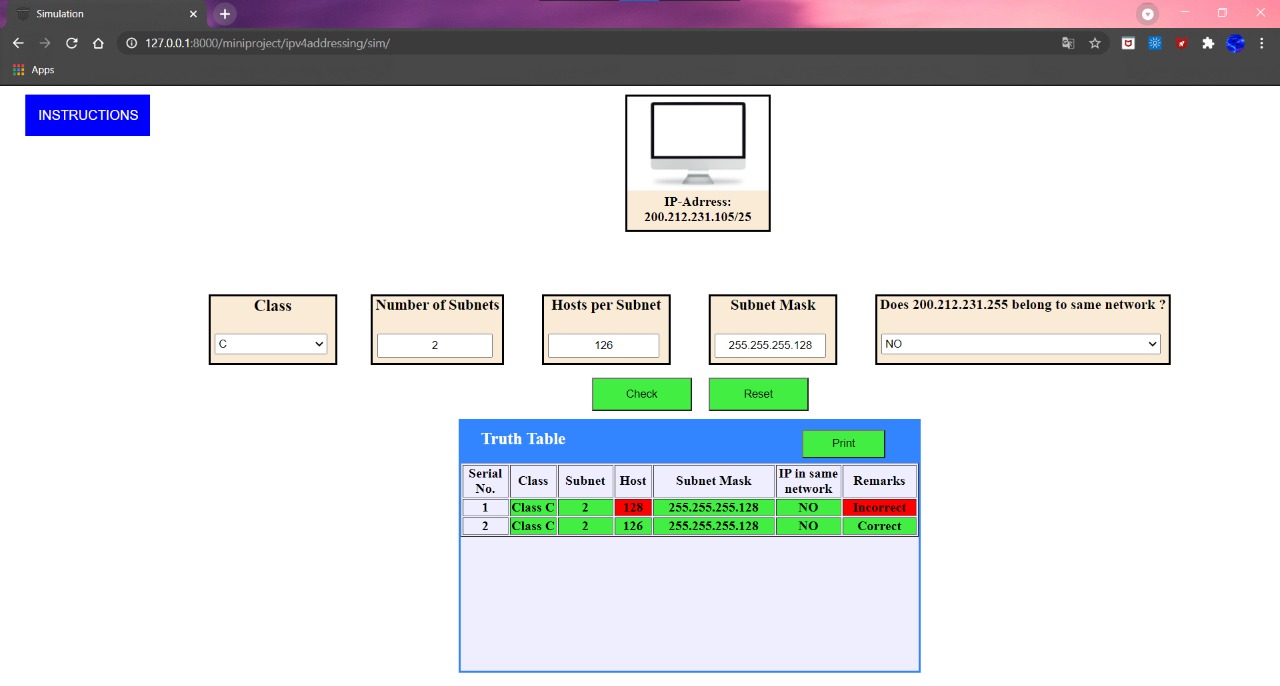 Simulation
127.0.0.1:8000/miniproject/ipv4addressing/sim/
Apps
INSTRUCTIONS
IP-Adrress:
200.212.231.105/25
Class
C
Number of Subnets
2
Hosts per Subnet
126
Subnet Mask
255.255.255.128
Does 200.212.231.255 belong to same network ?
NO
Check Reset
Truth Table
Print
Serial No. Class Subnet Host Subnet Mask IP in same network Remarks
1 Class C 2 128 255.255.255.128 NO Incorrect
2 Class C 2 126 255.255.255.128 NO Correct